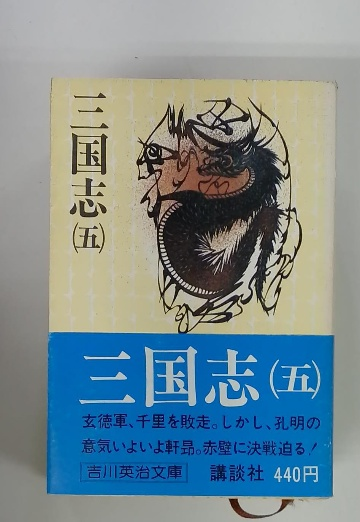 三国志
(五)
三国志(五)
玄徳軍、千里を敗走。しかし、孔明の
意気いよいよ軒昂。赤壁に決戦迫る!
吉川英治文庫 講談社 440円